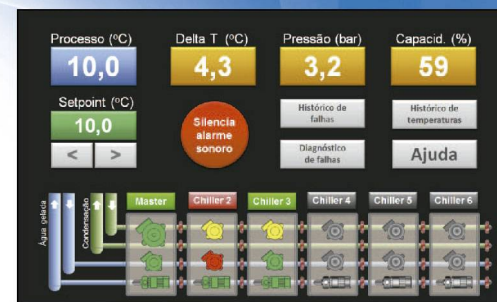 Processo (ºC) Delta T (ºC) Pressão (bar) Capacid. (%)
10,0 4,3 3,2 59
Setpoint (ºC)
10,0
< >
Silencia
alarme
sonoro
Histórico de
falhas
Histórico de
temperaturas
Diagnóstico
de falhas
Ajuda
Água gelada
Condensação
Master Chiller 2 Chiller 3 Chiller 4 Chiller 5 Chiller 6